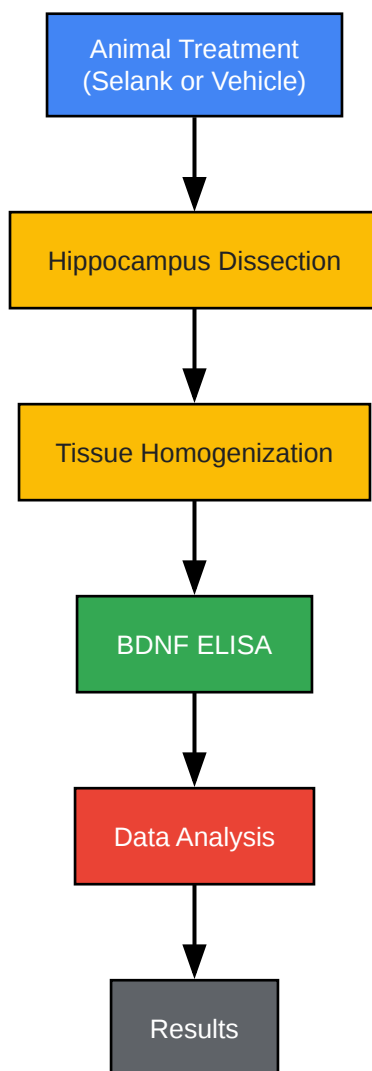 Animal Treatment
(Selank or Vehicle)
Hippocampus Dissection
Tissue Homogenization
BDNF ELISA
Data Analysis
Results